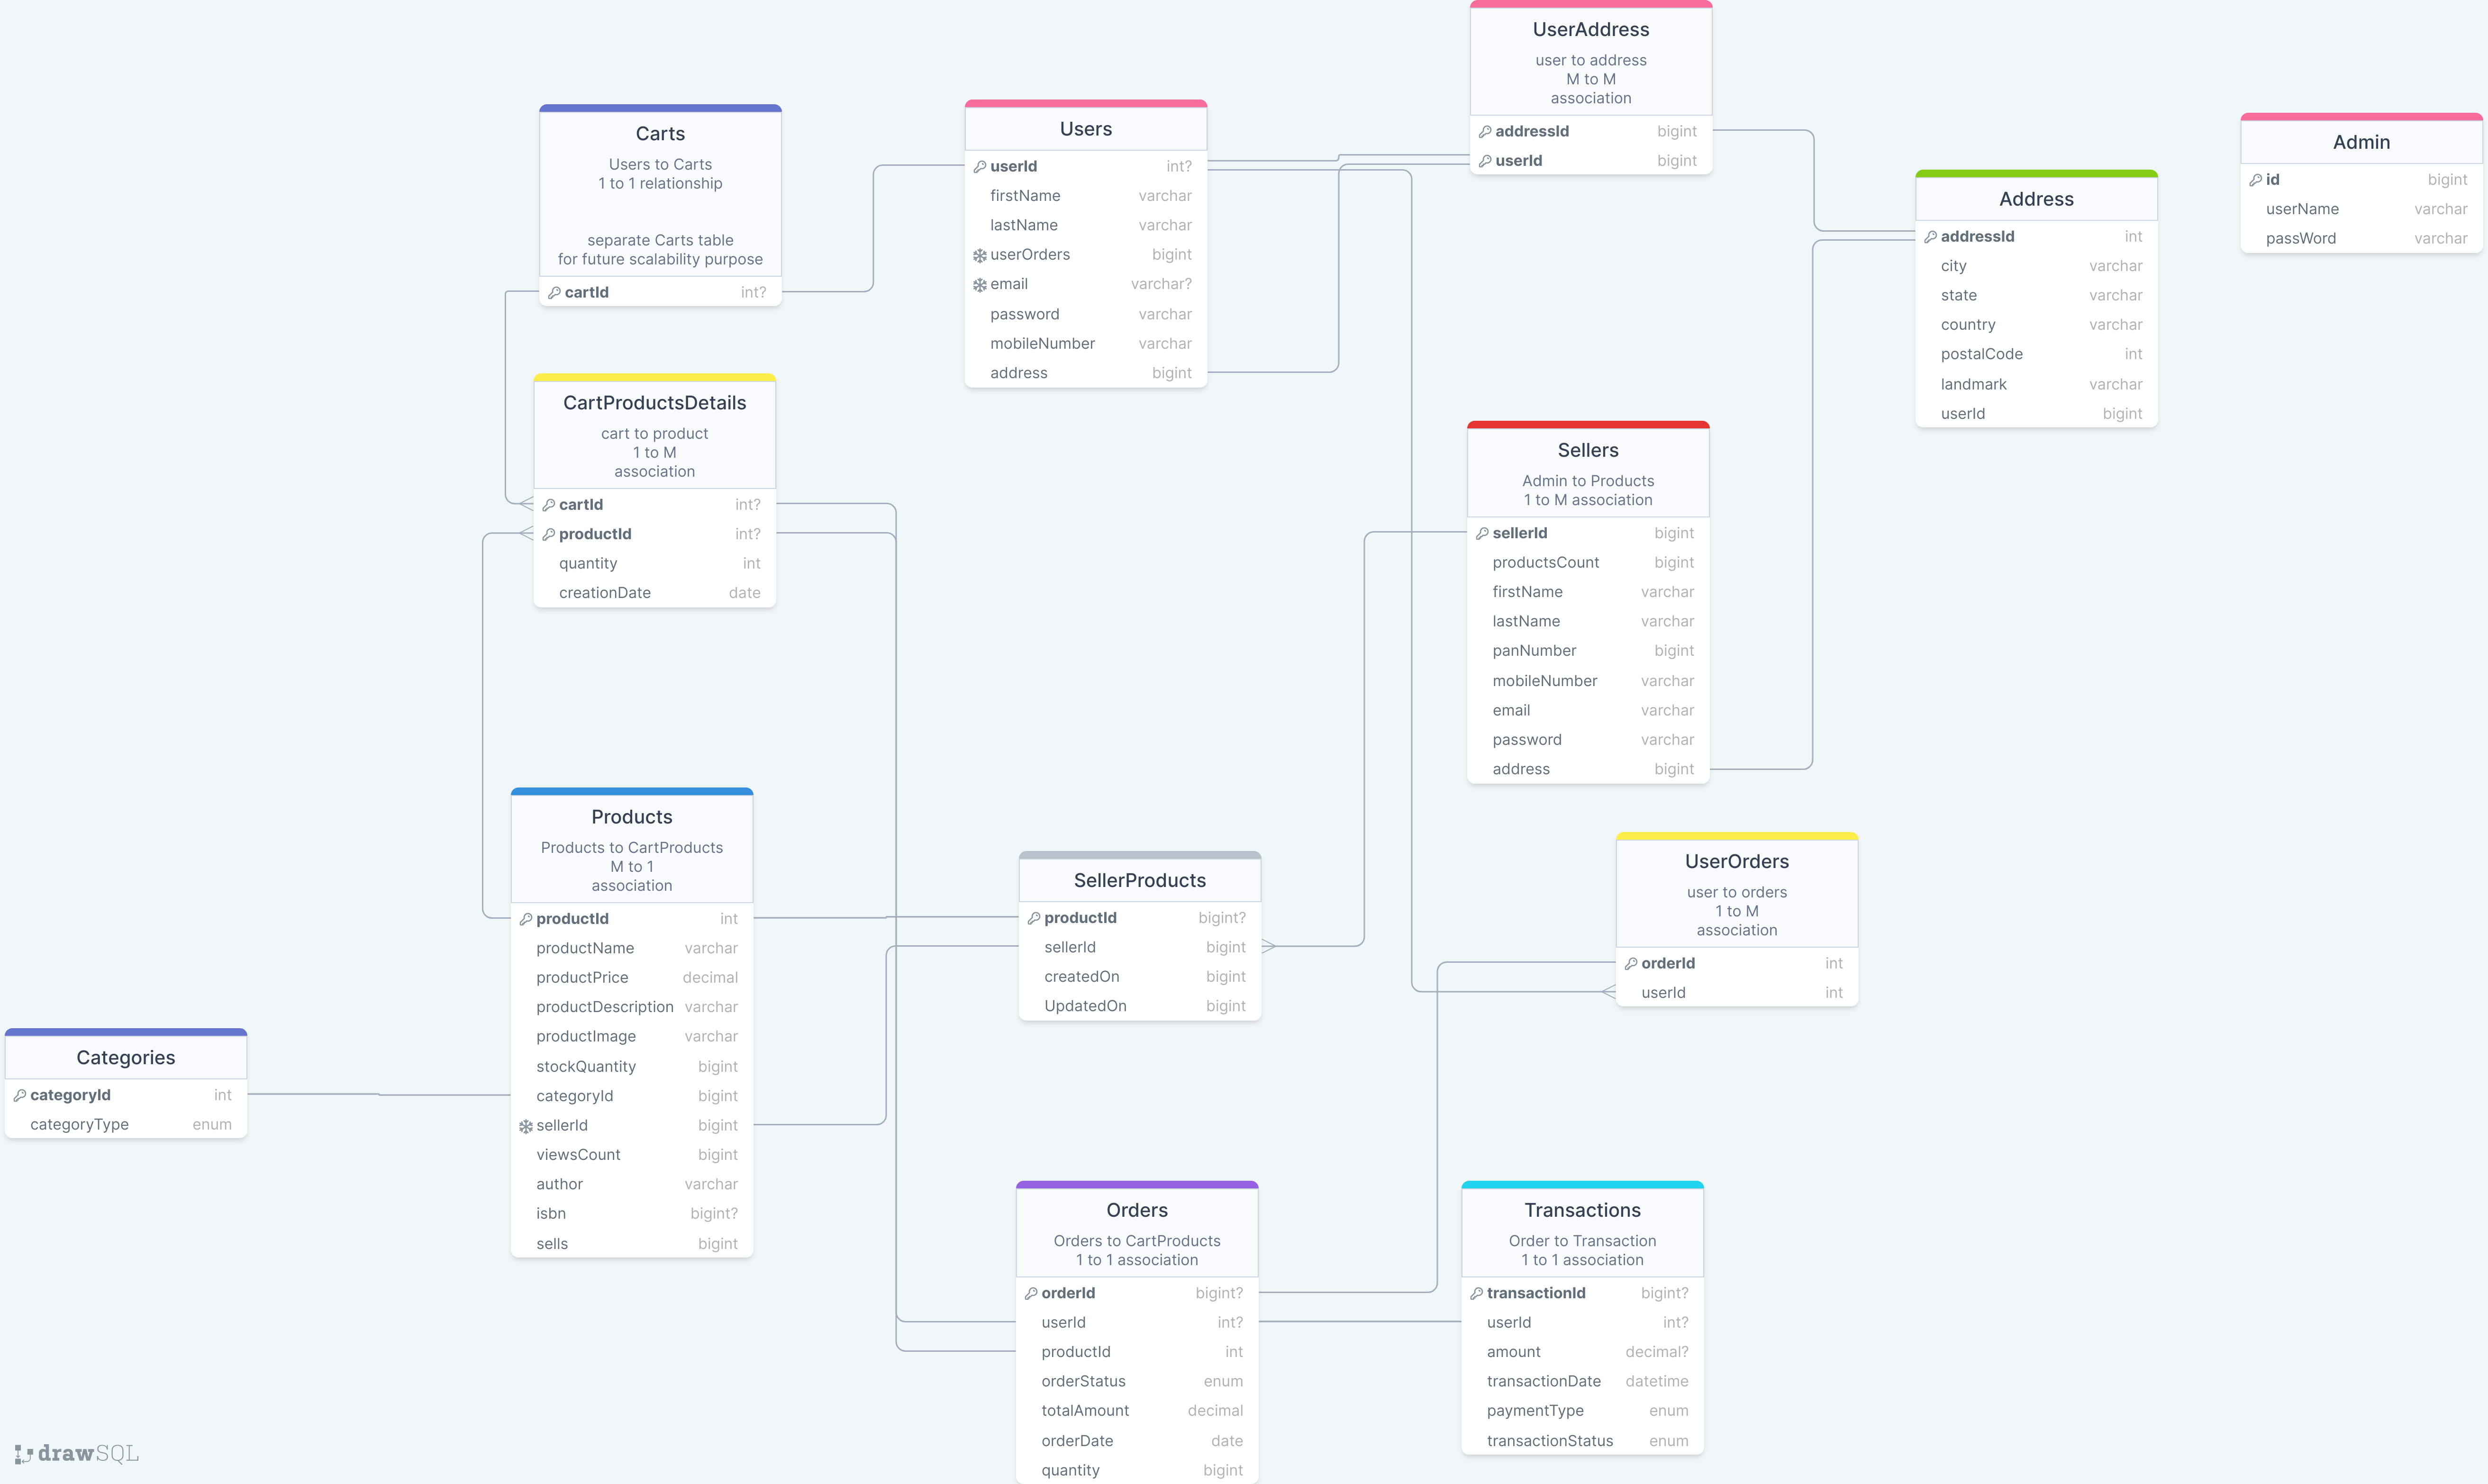 UserAddress
user to address
M to M
association
addressId bigint
userId bigint
Carts
Users to Carts
1 to 1 relationship
separate Carts table
for future scalability purpose
cartId int?
Users
userId int?
firstName varchar
lastName varchar
userOrders bigint
email varchar?
password varchar
mobileNumber varchar
address bigint
Admin
id bigint
userName varchar
passWord varchar
Address
addressId int
city varchar
state varchar
country varchar
postalCode int
landmark varchar
userId bigint
CartProductsDetails
cart to product
1 to M
association
cartId int?
productId int?
quantity int
creationDate date
Sellers
Admin to Products
1 to M association
sellerId bigint
productsCount bigint
firstName varchar
lastName varchar
panNumber bigint
mobileNumber varchar
email varchar
password varchar
address bigint
Products
Products to CartProducts
M to 1
association
productId int
productName varchar
productPrice decimal
productDescription varchar
productImage varchar
stockQuantity bigint
categoryId bigint
sellerId bigint
viewsCount bigint
author varchar
isbn bigint?
sells bigint
SellerProducts
productId bigint?
sellerId bigint
createdOn bigint
UpdatedOn bigint
UserOrders
user to orders
1 to M
association
orderId int
userId int
Categories
categoryId int
categoryType enum
Orders
Orders to CartProducts
1 to 1 association
orderId bigint?
userId int?
productId int
orderStatus enum
totalAmount decimal
orderDate date
quantity bigint
Transactions
Order to Transaction
1 to 1 association
transactionId bigint?
userId int?
amount decimal?
transactionDate datetime
paymentType enum
transactionStatus enum
drawSQL